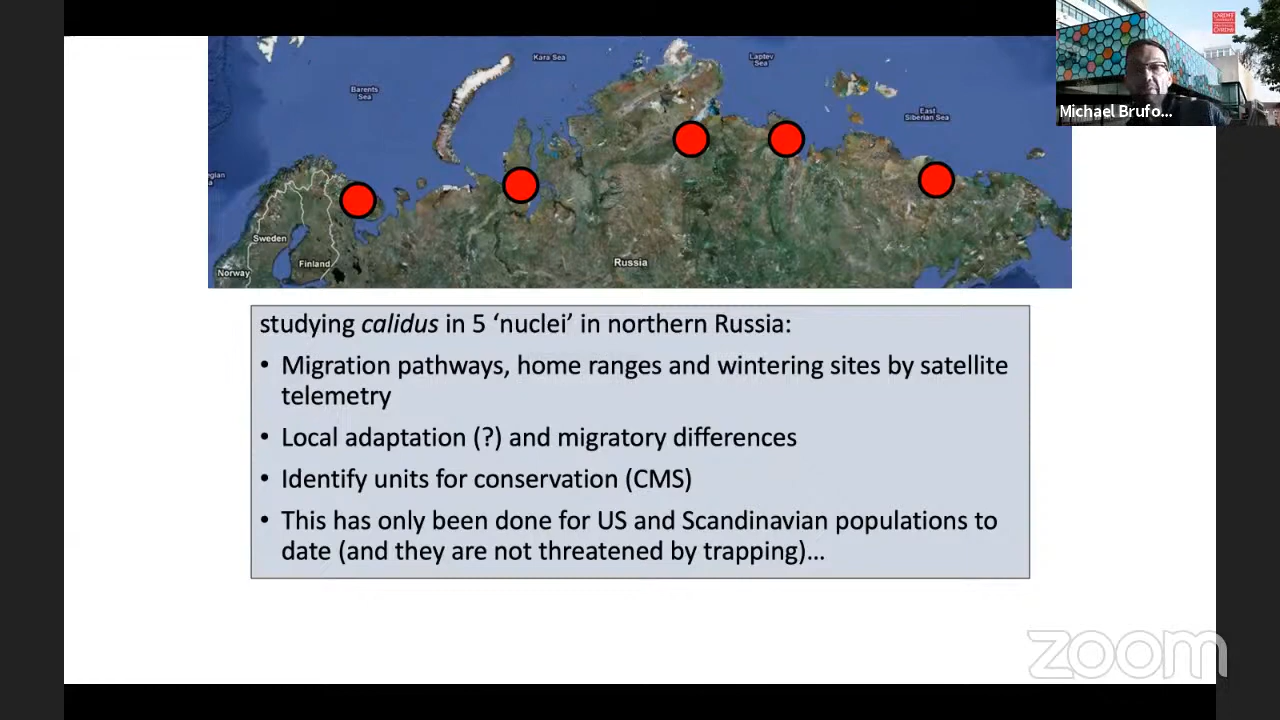 Kara Sea
Laptev
Sea
Barents
Sea
East
Siberian Sea
Michael Brufo...
Sweden
Finland
Norway
Russia
studying calidus in 5 ‘nuclei’ in northern Russia:
• Migration pathways, home ranges and wintering sites by satellite
telemetry
• Local adaptation (?) and migratory differences
• Identify units for conservation (CMS)
• This has only been done for US and Scandinavian populations to
date (and they are not threatened by trapping)...
zoom